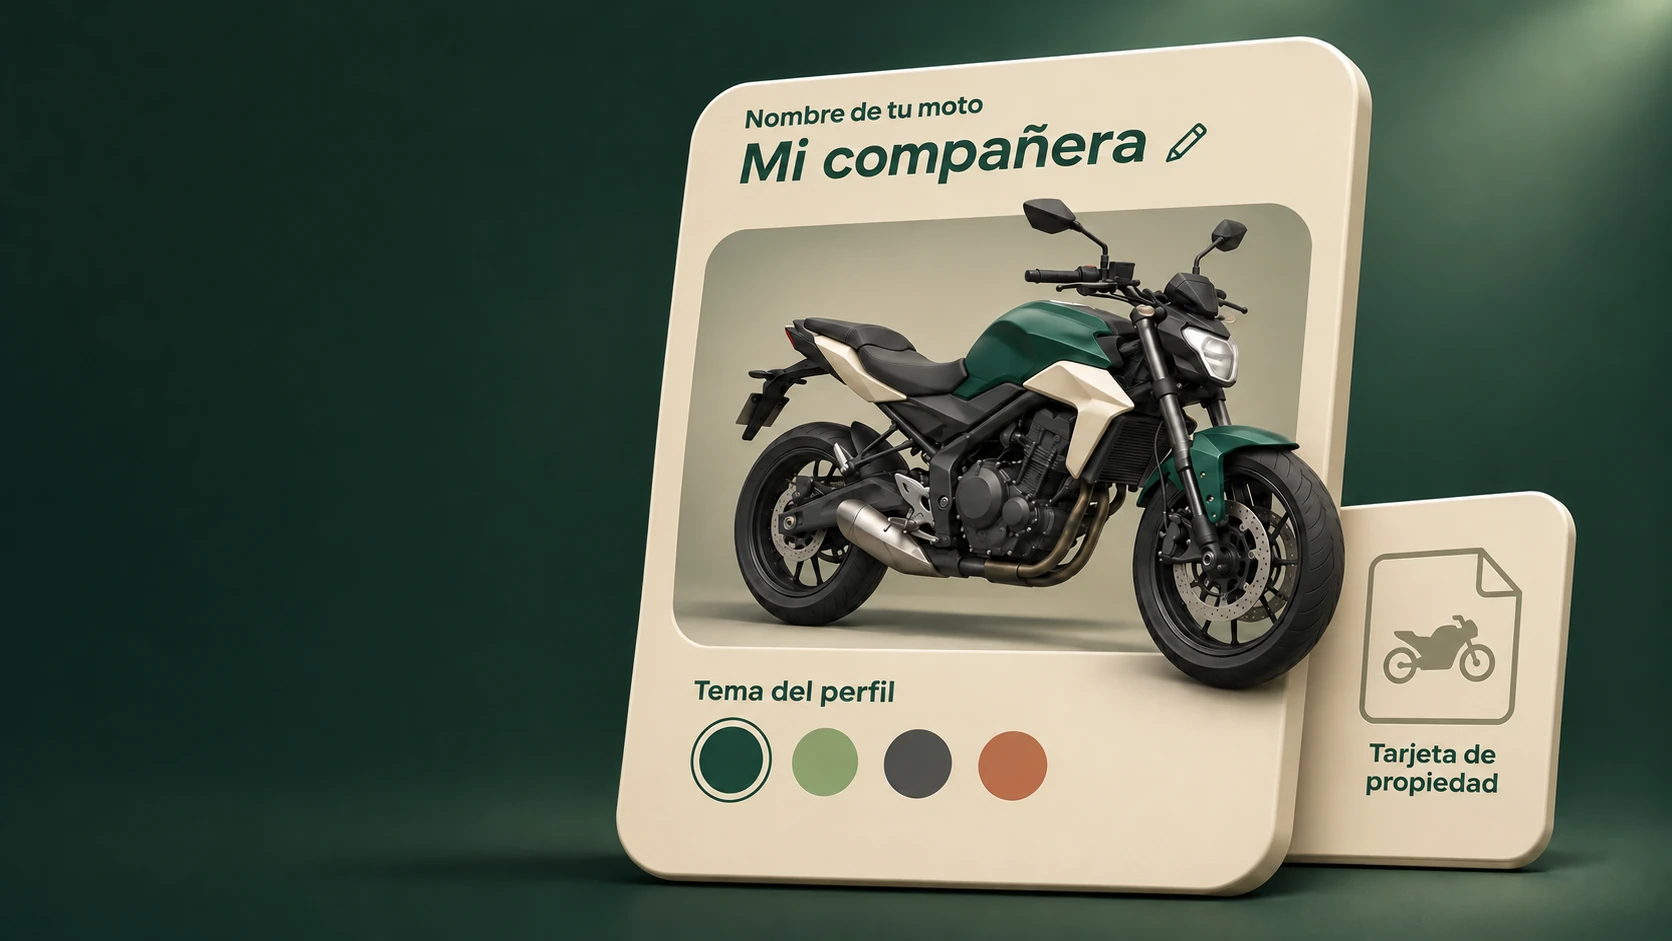 Nombre de tu moto
Mi compañera
Tema del perfil
Tarjeta de
propiedad